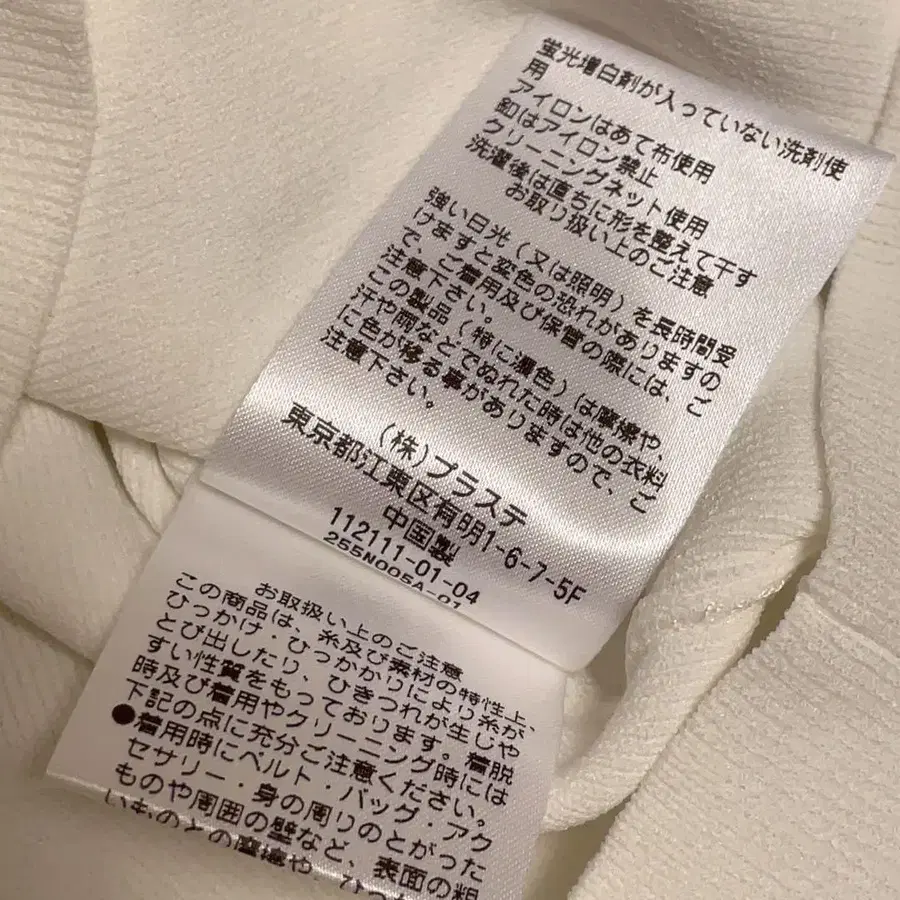 蛍光増白剤が入っていない洗剤使
用
アイロンはあて布使用
釦はアイロン禁止
クリーニングネット使用
洗濯後は直ちに形を整えて干す
お取り扱い上のご注意
強い日光(又は照明)を長時間受
けますと変色の恐れがありますの
で、ご着用及び保管の際には、ご
注意下さい。
この製品(特に濃色)は摩擦や、
汗や雨などでぬれた時は他の衣料
に色が移る事がありますので、ご
注意下さい。
(株)プラステ
東京都江東区有明1-6-7-5F
中国製
112111-01-04
255N005A-01
お取扱い上のご注意
この商品は、糸及び素材の特性上、
ひっかけ・ひっかかりにより糸が、
とび出したり、ひきつれが生じや
すい性質をもっております。着脱
時及び着用やクリーニング時には
下記の点に充分ご注意ください。
●着用時にベルト・バッグ・アク
セサリー・身の周りのとがった
ものや周囲の壁など、表面の粗
いものとの摩擦や、